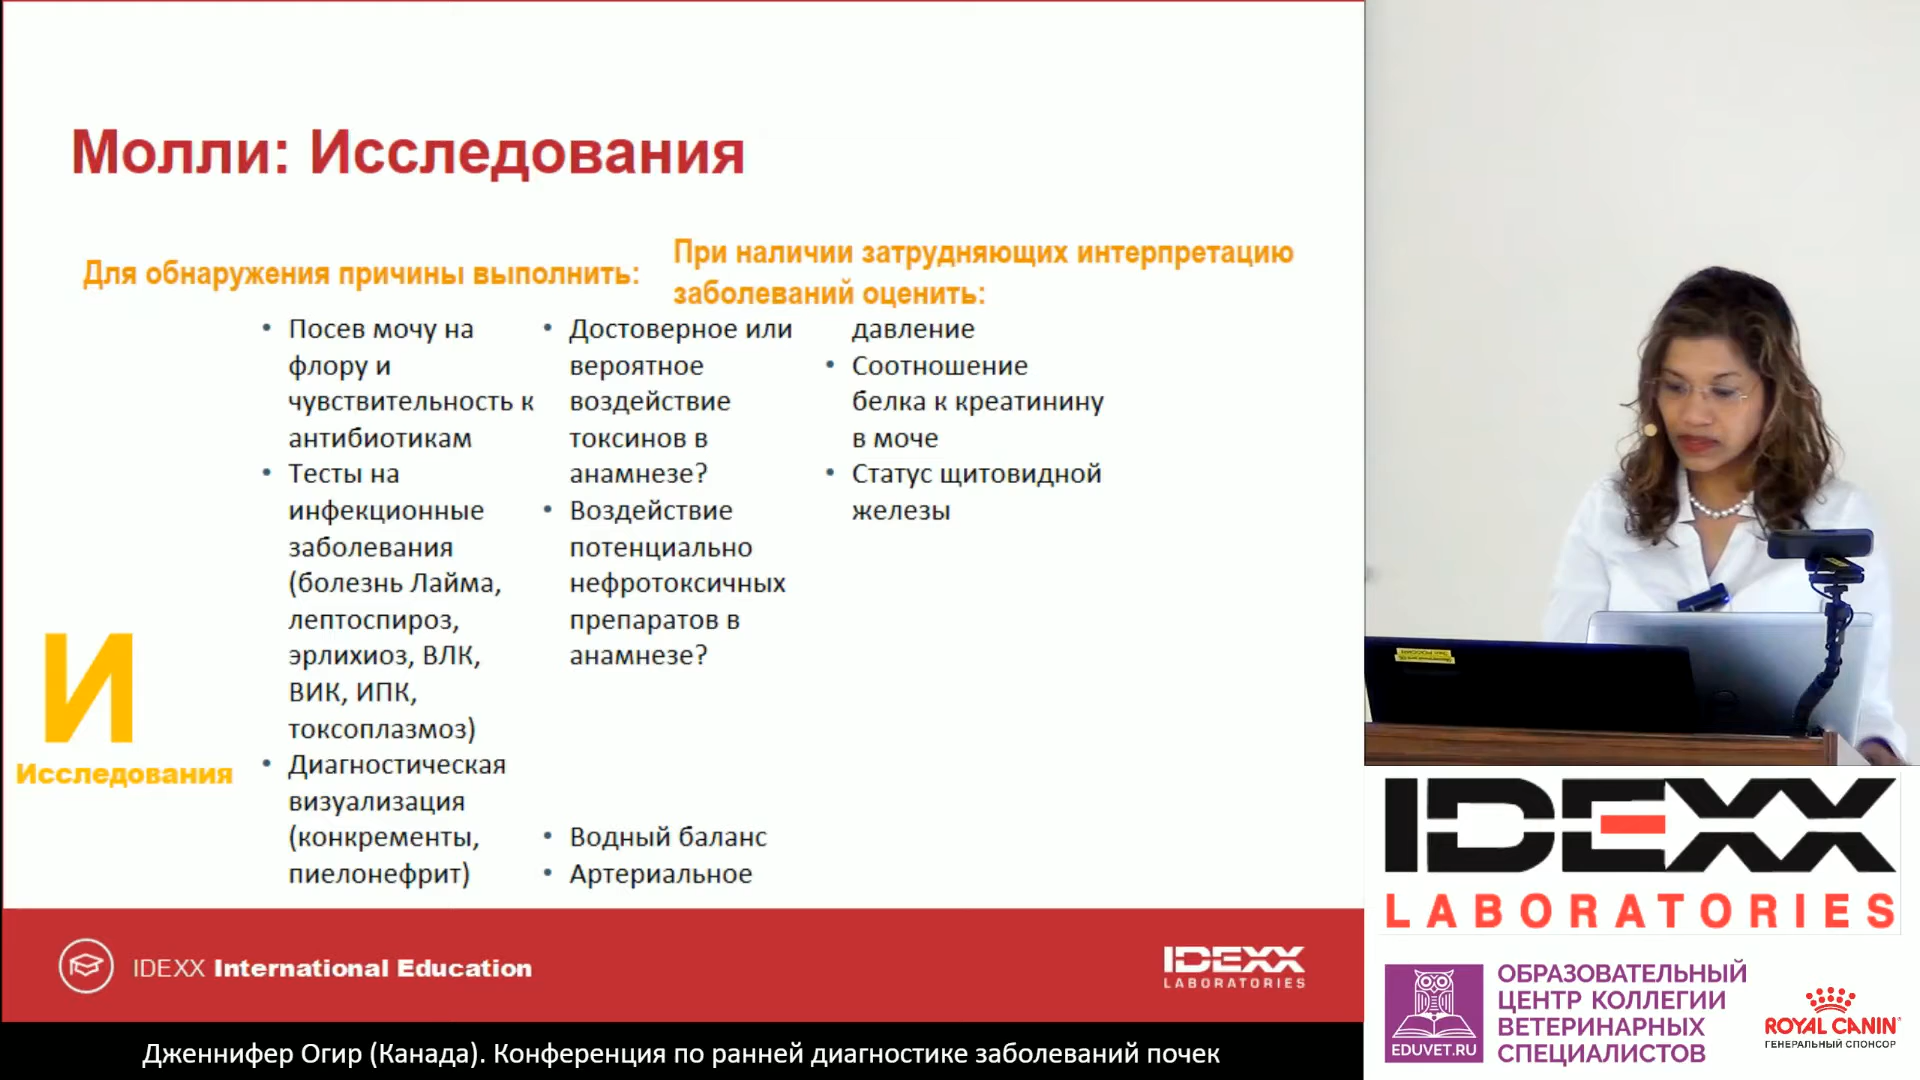 Молли: Исследования
Для обнаружения причины выполнить:
При наличии затрудняющих интерпретацию
заболеваний оценить:
• Посев мочу на
флору и
чувствительность к
антибиотикам
• Тесты на
инфекционные
заболевания
(болезнь Лайма,
лептоспироз,
эрлихиоз, ВЛК,
ВИК, ИПК,
токсоплазмоз)
• Диагностическая
визуализация
(конкременты,
пиелонефрит)
• Достоверное или
вероятное
воздействие
токсинов в
анамнезе?
• Воздействие
потенциально
нефротоксичных
препаратов в
анамнезе?
• Водный баланс
• Артериальное
давление
• Соотношение
белка к креатинину
в моче
• Статус щитовидной
железы
И
Исследования
IDEXX International Education
IDEXX
LABORATORIES
Дженнифер Огир (Канада). Конференция по ранней диагностике заболеваний почек
IDEXX
LABORATORIES
EDUVET.RU
ОБРАЗОВАТЕЛЬНЫЙ
ЦЕНТР КОЛЛЕГИИ
ВЕТЕРИНАРНЫХ
СПЕЦИАЛИСТОВ
ROYAL CANIN
ГЕНЕРАЛЬНЫЙ СПОНСОР